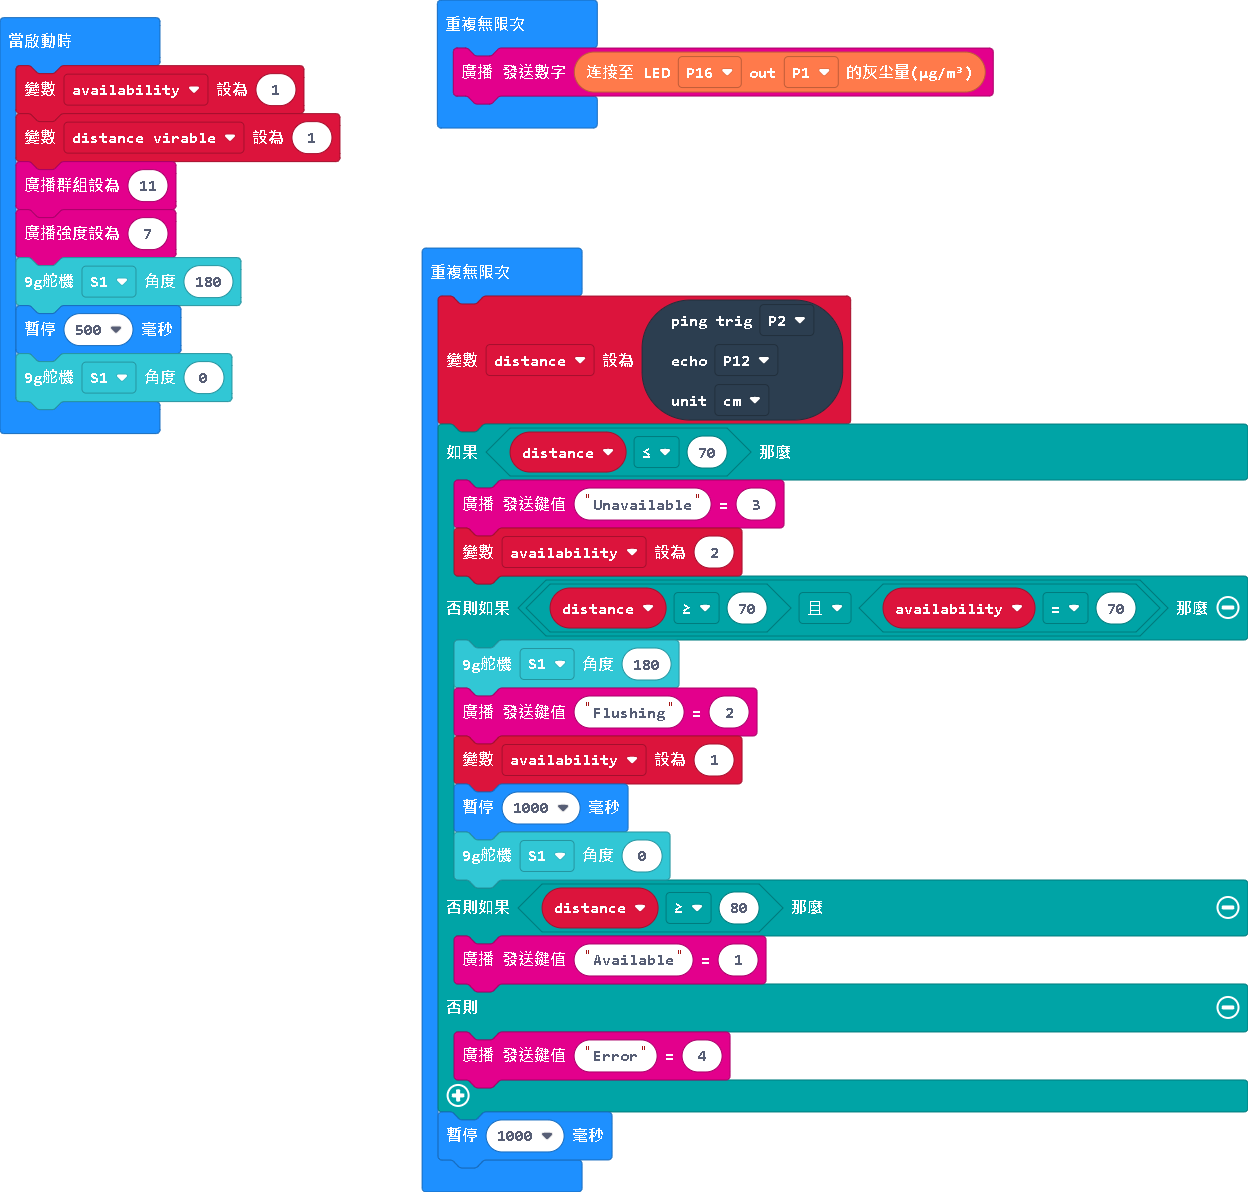 當啟動時
變數 availability 設為 1
變數 distance virable 設為 1
廣播群組設為 11
廣播強度設為 7
9g舵機 S1 角度 180
暫停 500 毫秒
9g舵機 S1 角度 0
重複無限次
廣播 發送數字 连接至 LED P16 out P1 的灰尘量(μg/m³)
重複無限次
變數 distance 設為
ping trig P2
echo P12
unit cm
如果 distance ≤ 70 那麼
廣播 發送鍵值 "Unavailable" = 3
變數 availability 設為 2
否則如果 distance ≥ 70 且 availability = 70 那麼
9g舵機 S1 角度 180
廣播 發送鍵值 "Flushing" = 2
變數 availability 設為 1
暫停 1000 毫秒
9g舵機 S1 角度 0
否則如果 distance ≥ 80 那麼
廣播 發送鍵值 "Available" = 1
否則
廣播 發送鍵值 "Error" = 4
暫停 1000 毫秒